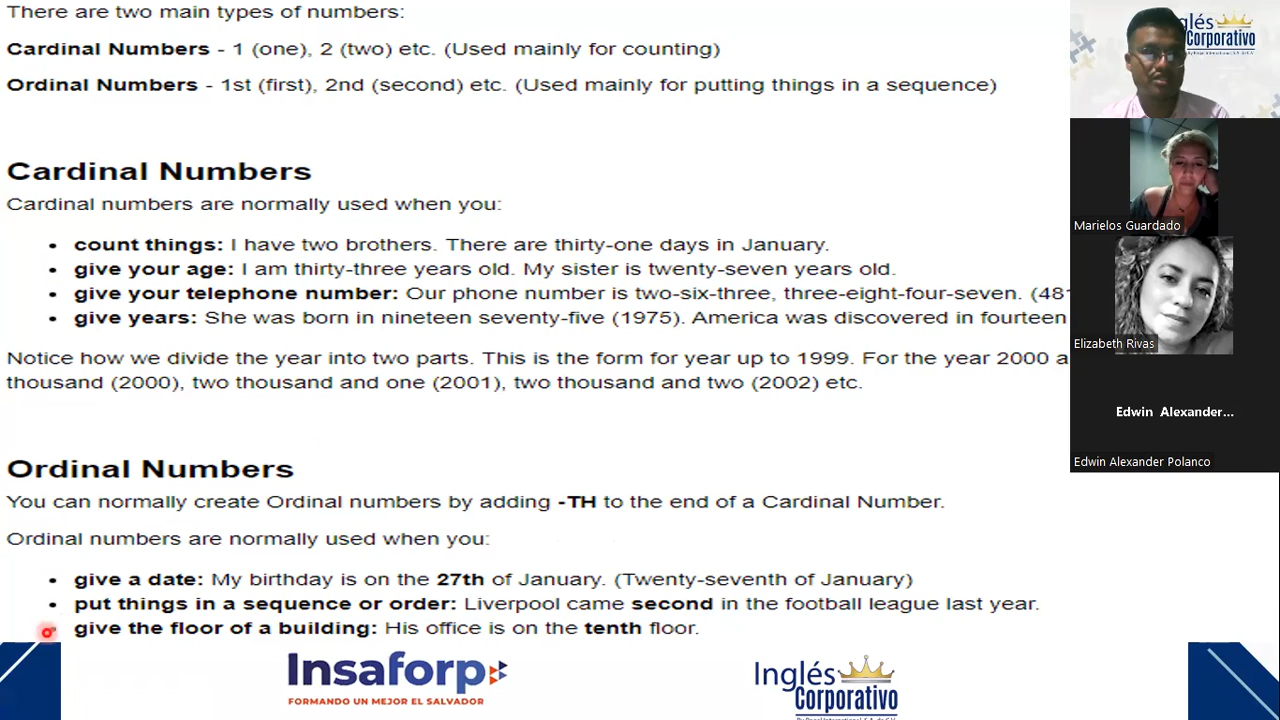 There are two main types of numbers:
Cardinal Numbers - 1 (one), 2 (two) etc. (Used mainly for counting)
Ordinal Numbers - 1st (first), 2nd (second) etc. (Used mainly for putting things in a sequence)
Cardinal Numbers
Cardinal numbers are normally used when you:
• count things: I have two brothers. There are thirty-one days in January.
• give your age: I am thirty-three years old. My sister is twenty-seven years old.
• give your telephone number: Our phone number is two-six-three, three-eight-four-seven. (481
• give years: She was born in nineteen seventy-five (1975). America was discovered in fourteen
Notice how we divide the year into two parts. This is the form for year up to 1999. For the year 2000 a
thousand (2000), two thousand and one (2001), two thousand and two (2002) etc.
Ordinal Numbers
You can normally create Ordinal numbers by adding -TH to the end of a Cardinal Number.
Ordinal numbers are normally used when you:
• give a date: My birthday is on the 27th of January. (Twenty-seventh of January)
• put things in a sequence or order: Liverpool came second in the football league last year.
• give the floor of a building: His office is on the tenth floor.
Insaforp
FORMANDO UN MEJOR EL SALVADOR
Inglés
Corporativo
glés
Corporativo
Marielos Guardado
Elizabeth Rivas
Edwin Alexander...
Edwin Alexander Polanco